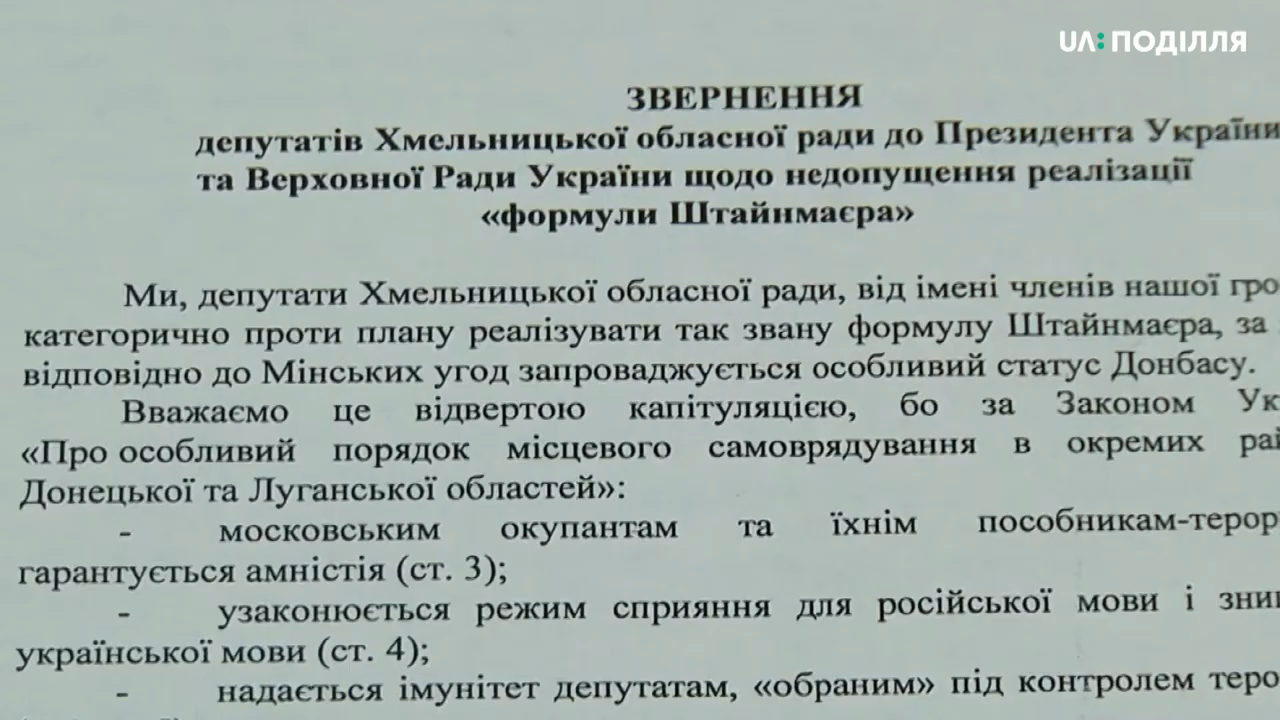 UA: ПОДІЛЛЯ
ЗВЕРНЕННЯ
депутатів Хмельницької обласної ради до Президента України
та Верховної Ради України щодо недопущення реалізації
«формули Штайнмаєра»
Ми, депутати Хмельницької обласної ради, від імені членів нашої гро
категорично проти плану реалізувати так звану формулу Штайнмаєра, за
відповідно до Мінських угод запроваджується особливий статус Донбасу.
Вважаємо це відвертою капітуляцією, бо за Законом Ук
«Про особливий порядок місцевого самоврядування в окремих рай
Донецької та Луганської областей»:
- московським окупантам та їхнім пособникам-терор
гарантується амністія (ст. 3);
- узаконюється режим сприяння для російської мови і зни
української мови (ст. 4);
- надається імунітет депутатам, «обраним» під контролем теро